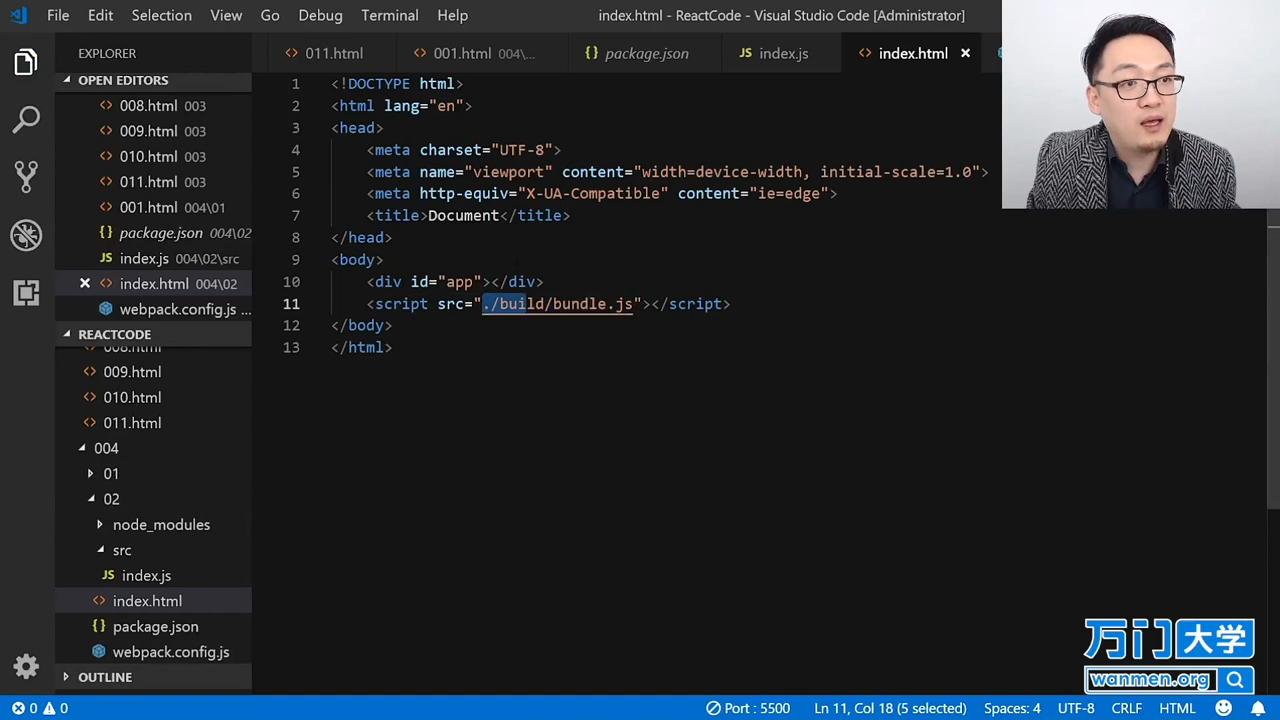 File Edit Selection View Go Debug Terminal Help
index.html - ReactCode - Visual Studio Code [Administrator]
EXPLORER
OPEN EDITORS
008.html 003
009.html 003
010.html 003
011.html 003
001.html 004\01
package.json 004\02
index.js 004\02\src
index.html 004\02
webpack.config.js ...
REACTCODE
008.html
009.html
010.html
011.html
004
01
02
node_modules
src
index.js
index.html
package.json
webpack.config.js
OUTLINE
011.html
001.html 004\...
package.json
index.js
index.html
1 <!DOCTYPE html>
2 <html lang="en">
3 <head>
4 <meta charset="UTF-8">
5 <meta name="viewport" content="width=device-width, initial-scale=1.0">
6 <meta http-equiv="X-UA-Compatible" content="ie=edge">
7 <title>Document</title>
8 </head>
9 <body>
10 <div id="app"></div>
11 <script src="./build/bundle.js"></script>
12 </body>
13 </html>
万门大学
wanmen.org
0 0
Port : 5500
Ln 11, Col 18 (5 selected)
Spaces: 4
UTF-8
CRLF
HTML